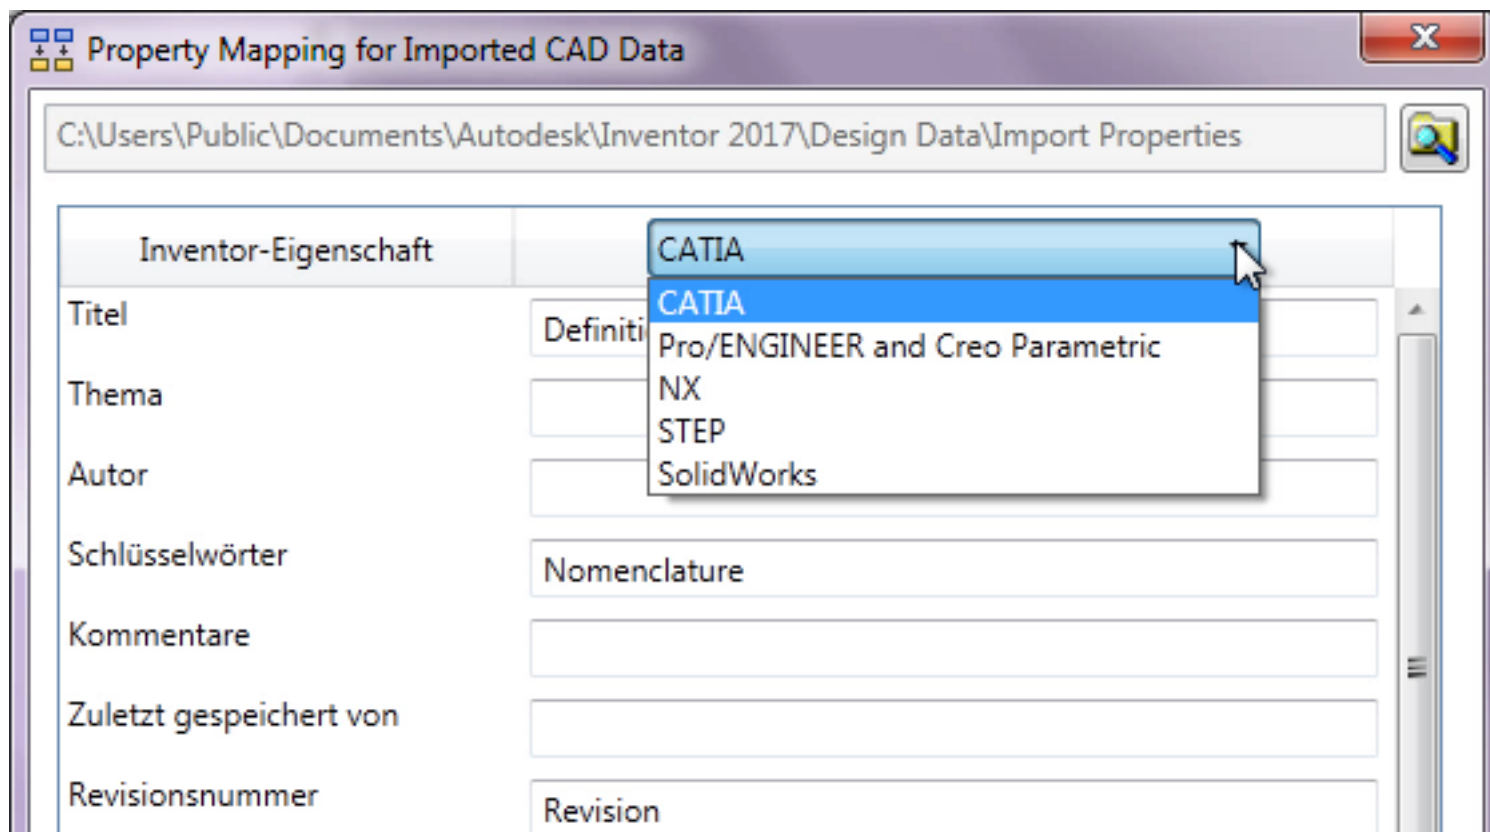 Property Mapping for Imported CAD Data
C:\Users\Public\Documents\Autodesk\Inventor 2017\Design Data\Import Properties
Inventor-Eigenschaft
CATIA
CATIA
Pro/ENGINEER and Creo Parametric
NX
STEP
SolidWorks
Titel
Thema
Autor
Schlüsselwörter
Nomenclature
Kommentare
Zuletzt gespeichert von
Revisionsnummer
Revision